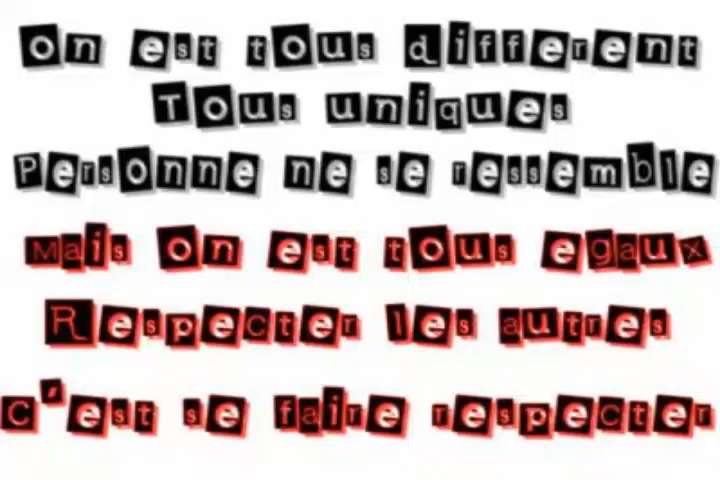 on est tous different
Tous uniques
Personne ne se ressemble
Mais on est tous egaux
Respecter les autres
C'est se faire respecter